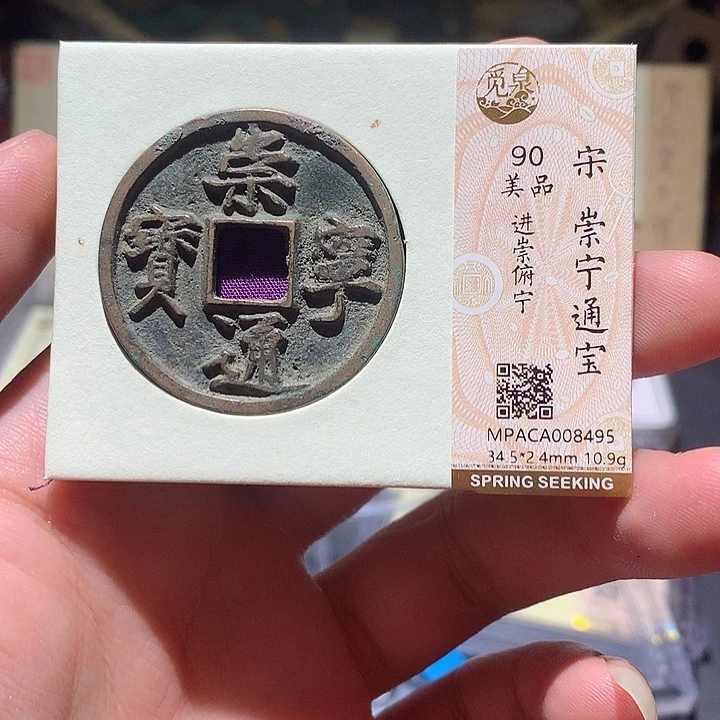 崇
寧
通
寶
觅泉
宋 崇宁通宝
90
美品
进崇俯宁
MPACA008495
34.5*2.4mm 10.9g
SPRING SEEKING